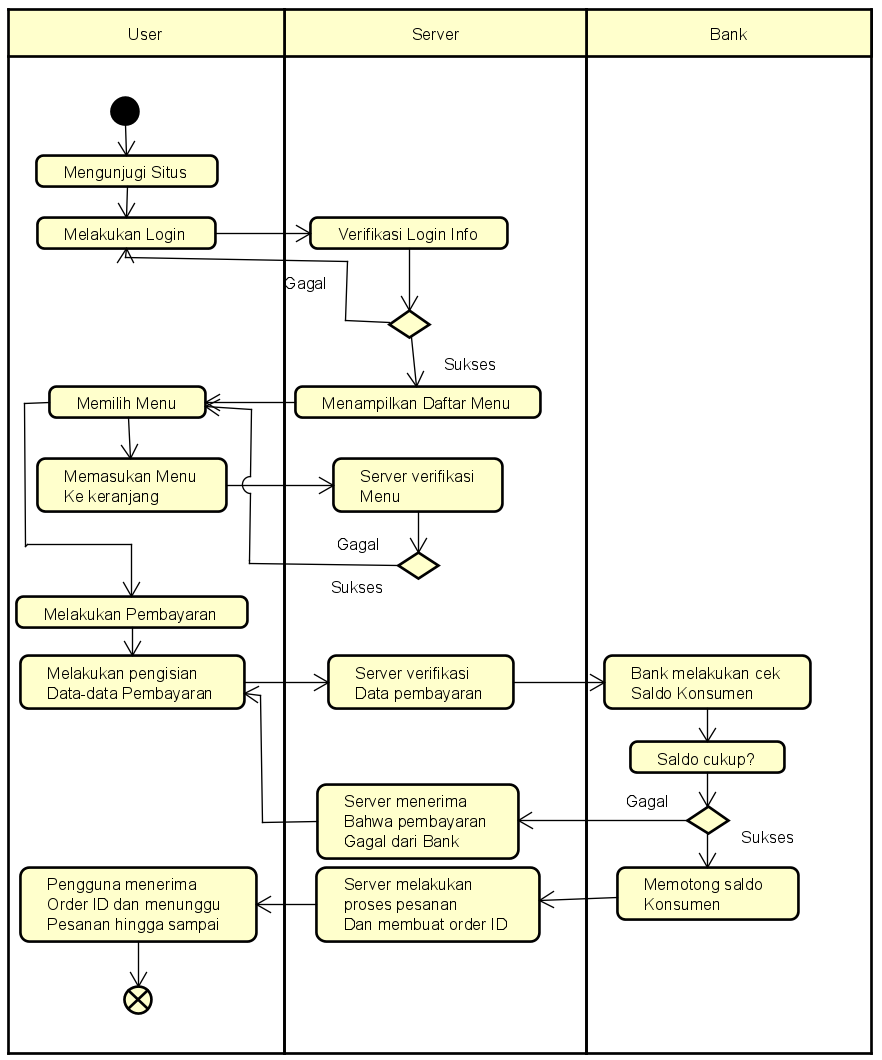 User
Server
Bank
Mengunjugi Situs
Melakukan Login
Verifikasi Login Info
Gagal
Sukses
Memilih Menu
Menampilkan Daftar Menu
Memasukan Menu
Ke keranjang
Server verifikasi
Menu
Gagal
Sukses
Melakukan Pembayaran
Melakukan pengisian
Data-data Pembayaran
Server verifikasi
Data pembayaran
Bank melakukan cek
Saldo Konsumen
Saldo cukup?
Gagal
Sukses
Server menerima
Bahwa pembayaran
Gagal dari Bank
Memotong saldo
Konsumen
Server melakukan
proses pesanan
Dan membuat order ID
Pengguna menerima
Order ID dan menunggu
Pesanan hingga sampai